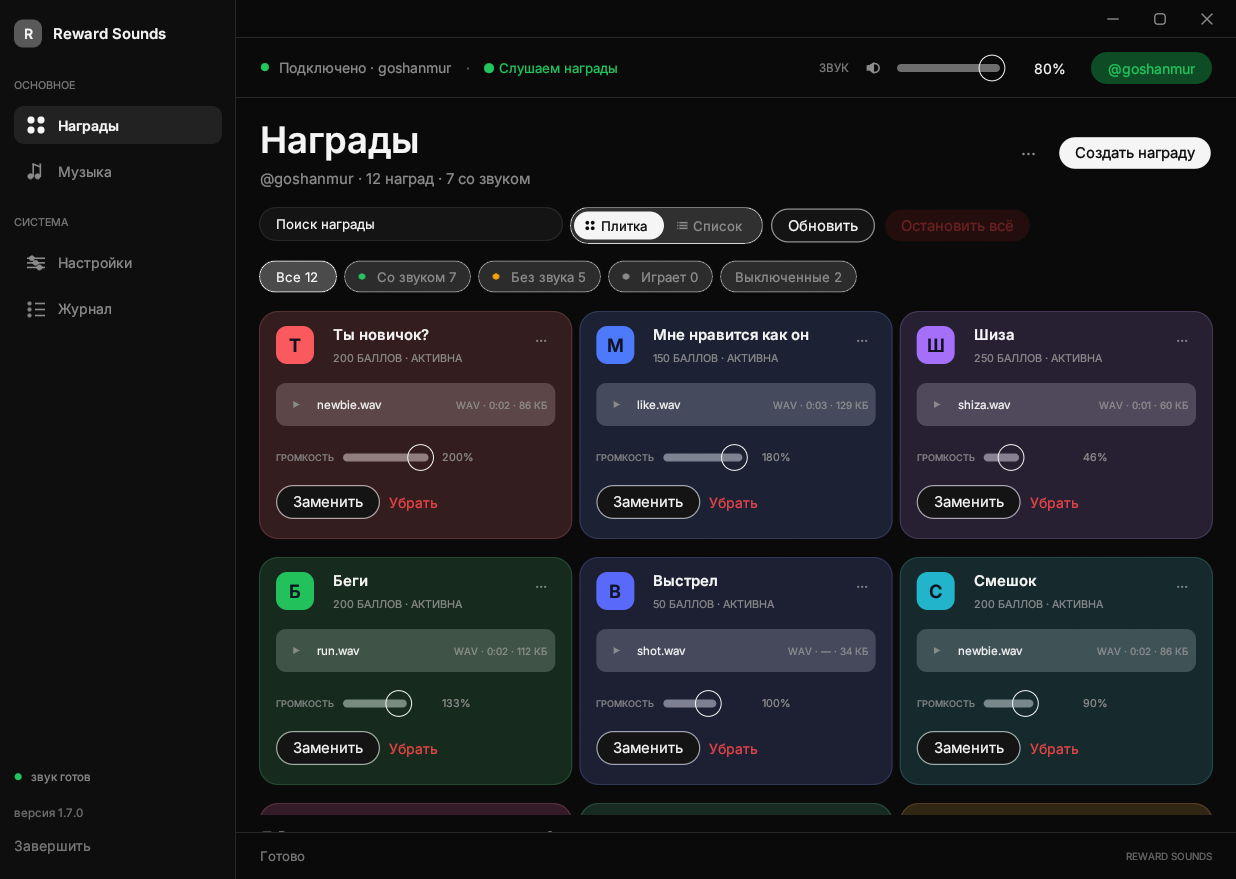 R Reward Sounds
ОСНОВНОЕ
Награды
Музыка
СИСТЕМА
Настройки
Журнал
звук готов
версия 1.7.0
Завершить
Подключено · goshanmur · Слушаем награды
ЗВУК 80% @goshanmur
Награды
@goshanmur · 12 наград · 7 со звуком
... Создать награду
Поиск награды Плитка Список Обновить Остановить всё
Все 12 Со звуком 7 Без звука 5 Играет 0 Выключенные 2
Т Ты новичок? ...
200 БАЛЛОВ · АКТИВНА
newbie.wav WAV · 0:02 · 86 КБ
ГРОМКОСТЬ 200%
Заменить Убрать
М Мне нравится как он ...
150 БАЛЛОВ · АКТИВНА
like.wav WAV · 0:03 · 129 КБ
ГРОМКОСТЬ 180%
Заменить Убрать
Ш Шиза ...
250 БАЛЛОВ · АКТИВНА
shiza.wav WAV · 0:01 · 60 КБ
ГРОМКОСТЬ 46%
Заменить Убрать
Б Беги ...
200 БАЛЛОВ · АКТИВНА
run.wav WAV · 0:02 · 112 КБ
ГРОМКОСТЬ 133%
Заменить Убрать
В Выстрел ...
50 БАЛЛОВ · АКТИВНА
shot.wav WAV · — · 34 КБ
ГРОМКОСТЬ 100%
Заменить Убрать
С Смешок ...
200 БАЛЛОВ · АКТИВНА
newbie.wav WAV · 0:02 · 86 КБ
ГРОМКОСТЬ 90%
Заменить Убрать
Готово
REWARD SOUNDS